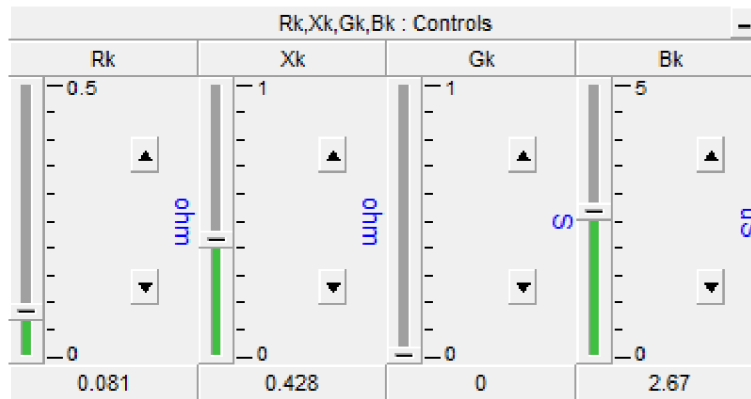 Rk,Xk,Gk,Bk : Controls
Rk Xk Gk Bk
0.5 1 1 5
ohm ohm S uS
0 0 0 0
0.081 0.428 0 2.67